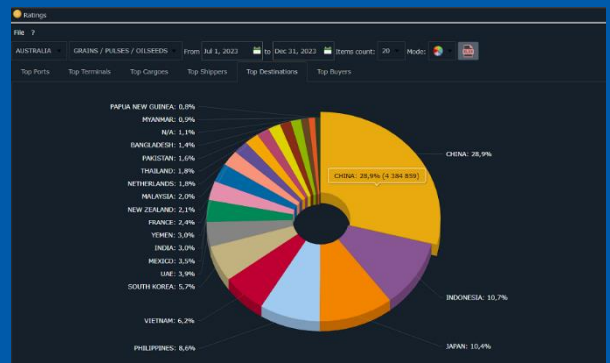 Ratings
File ?
AUSTRALIA GRAINS / PULSES / OILSEEDS From Jul 1, 2023 to Dec 31, 2023 Items count: 20 Mode:
Top Ports Top Terminals Top Cargoes Top Shippers Top Destinations Top Buyers
PAPUA NEW GUINEA: 0,8%
MYANMAR: 0,9%
N/A: 1,1%
BANGLADESH: 1,4%
PAKISTAN: 1,6%
THAILAND: 1,8%
NETHERLANDS: 1,8%
MALAYSIA: 2,0%
NEW ZEALAND: 2,1%
FRANCE: 2,4%
YEMEN: 3,0%
INDIA: 3,0%
MEXICO: 3,5%
UAE: 3,9%
SOUTH KOREA: 5,7%
VIETNAM: 6,2%
PHILIPPINES: 8,6%
CHINA: 28,9%
CHINA: 28,9% (4 384 859)
INDONESIA: 10,7%
JAPAN: 10,4%